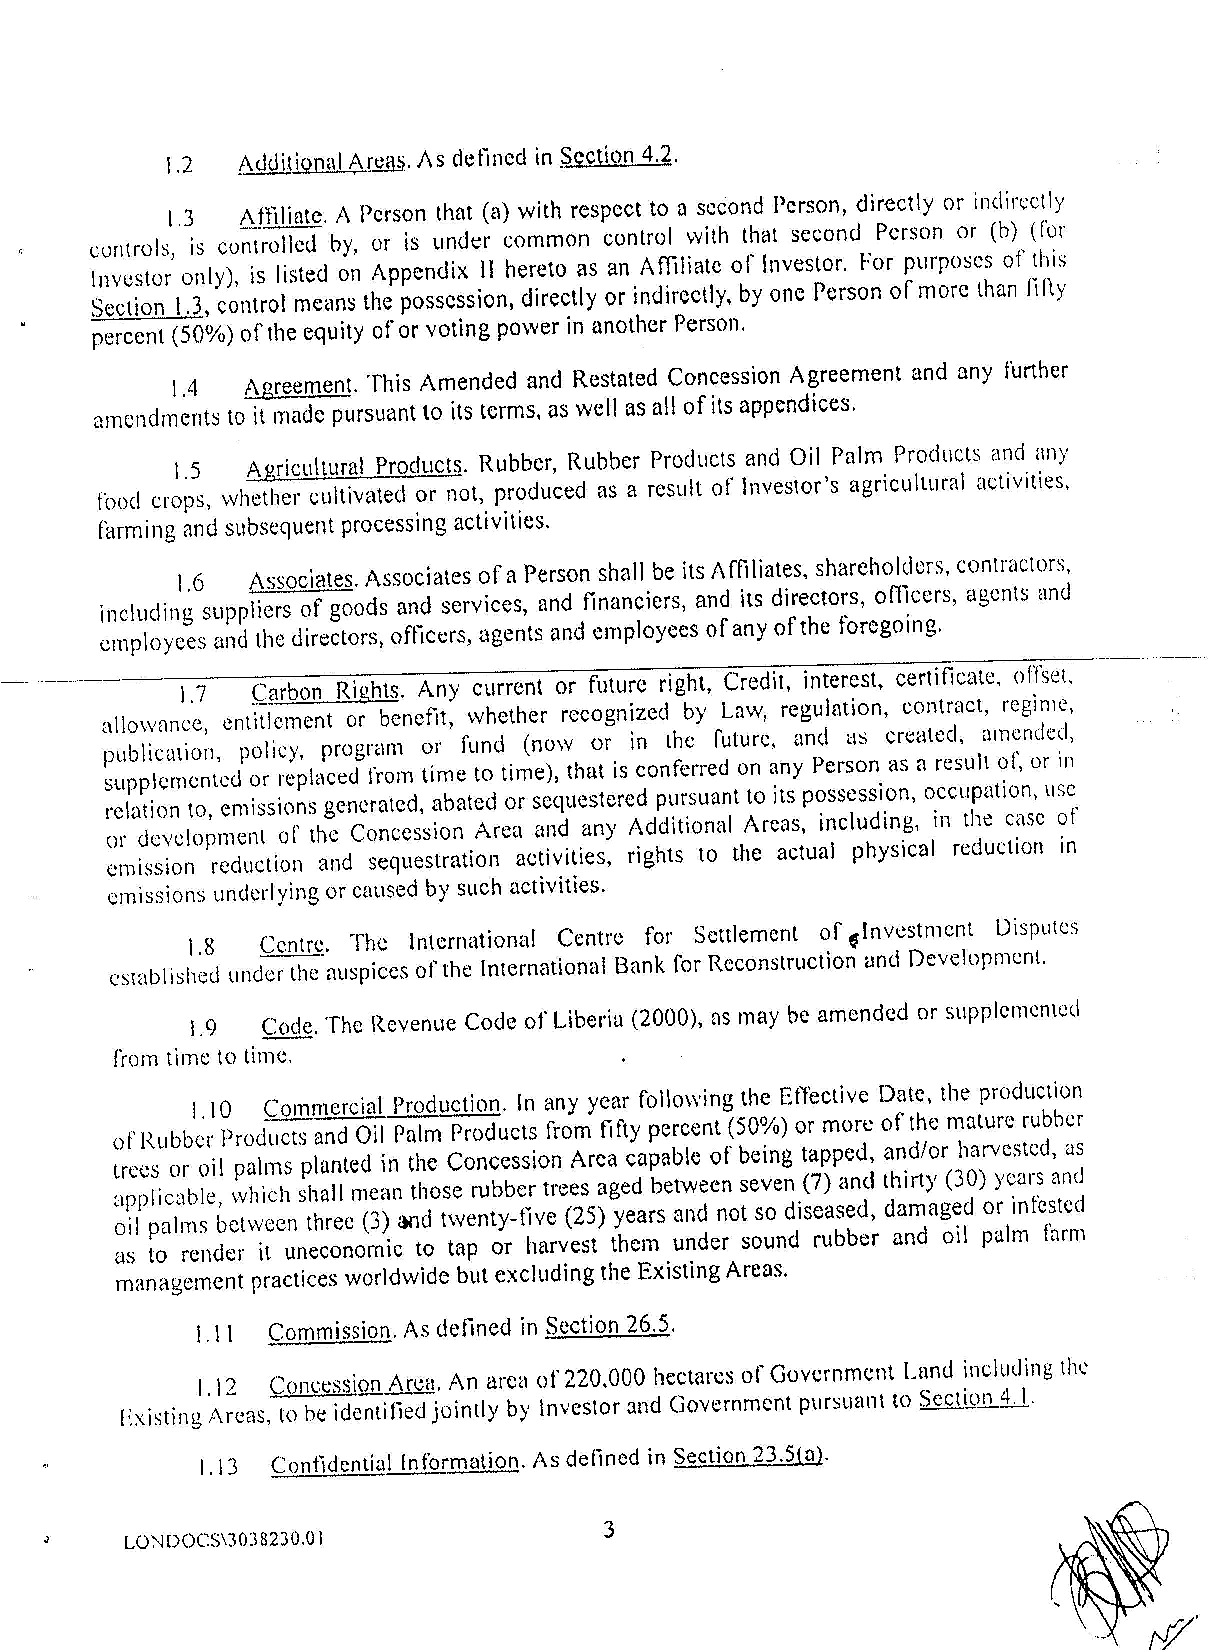 1.2 Additional Areas. As defined in Section 4.2.
1.3 Affiliate. A Person that (a) with respect to a second Person, directly or indirectly
controls, is controlled by, or is under common control with that second Person or (b) (for
Investor only), is listed on Appendix II hereto as an Affiliate of Investor. For purposes of this
Section 1.3, control means the possession, directly or indirectly, by one Person of more than fifty
percent (50%) of the equity of or voting power in another Person.
1.4 Agreement. This Amended and Restated Concession Agreement and any further
amendments to it made pursuant to its terms, as well as all of its appendices.
1.5 Agricultural Products. Rubber, Rubber Products and Oil Palm Products and any
food crops, whether cultivated or not, produced as a result of Investor's agricultural activities,
farming and subsequent processing activities.
1.6 Associates. Associates of a Person shall be its Affiliates, shareholders, contractors,
including suppliers of goods and services, and financiers, and its directors, officers, agents and
employees and the directors, officers, agents and employees of any of the foregoing.
1.7 Carbon Rights. Any current or future right, Credit, interest, certificate, offset,
allowance, entitlement or benefit, whether recognized by Law, regulation, contract, regime,
publication, policy, program or fund (now or in the future, and as created, amended,
supplemented or replaced from time to time), that is conferred on any Person as a result of, or in
relation to, emissions generated, abated or sequestered pursuant to its possession, occupation, use
or development of the Concession Area and any Additional Areas, including, in the case of
emission reduction and sequestration activities, rights to the actual physical reduction in
emissions underlying or caused by such activities.
1.8 Centre. The International Centre for Settlement of Investment Disputes
established under the auspices of the International Bank for Reconstruction and Development.
1.9 Code. The Revenue Code of Liberia (2000), as may be amended or supplemented
from time to time.
1.10 Commercial Production. In any year following the Effective Date, the production
of Rubber Products and Oil Palm Products from fifty percent (50%) or more of the mature rubber
trees or oil palms planted in the Concession Area capable of being tapped, and/or harvested, as
applicable, which shall mean those rubber trees aged between seven (7) and thirty (30) years and
oil palms between three (3) and twenty-five (25) years and not so diseased, damaged or infested
as to render it uneconomic to tap or harvest them under sound rubber and oil palm farm
management practices worldwide but excluding the Existing Areas.
1.11 Commission. As defined in Section 26.5.
1.12 Concession Area. An area of 220,000 hectares of Government Land including the
Existing Areas, to be identified jointly by Investor and Government pursuant to Section 4.1.
1.13 Confidential Information. As defined in Section 23.5(a).
LONDOCS\3038230.01 3